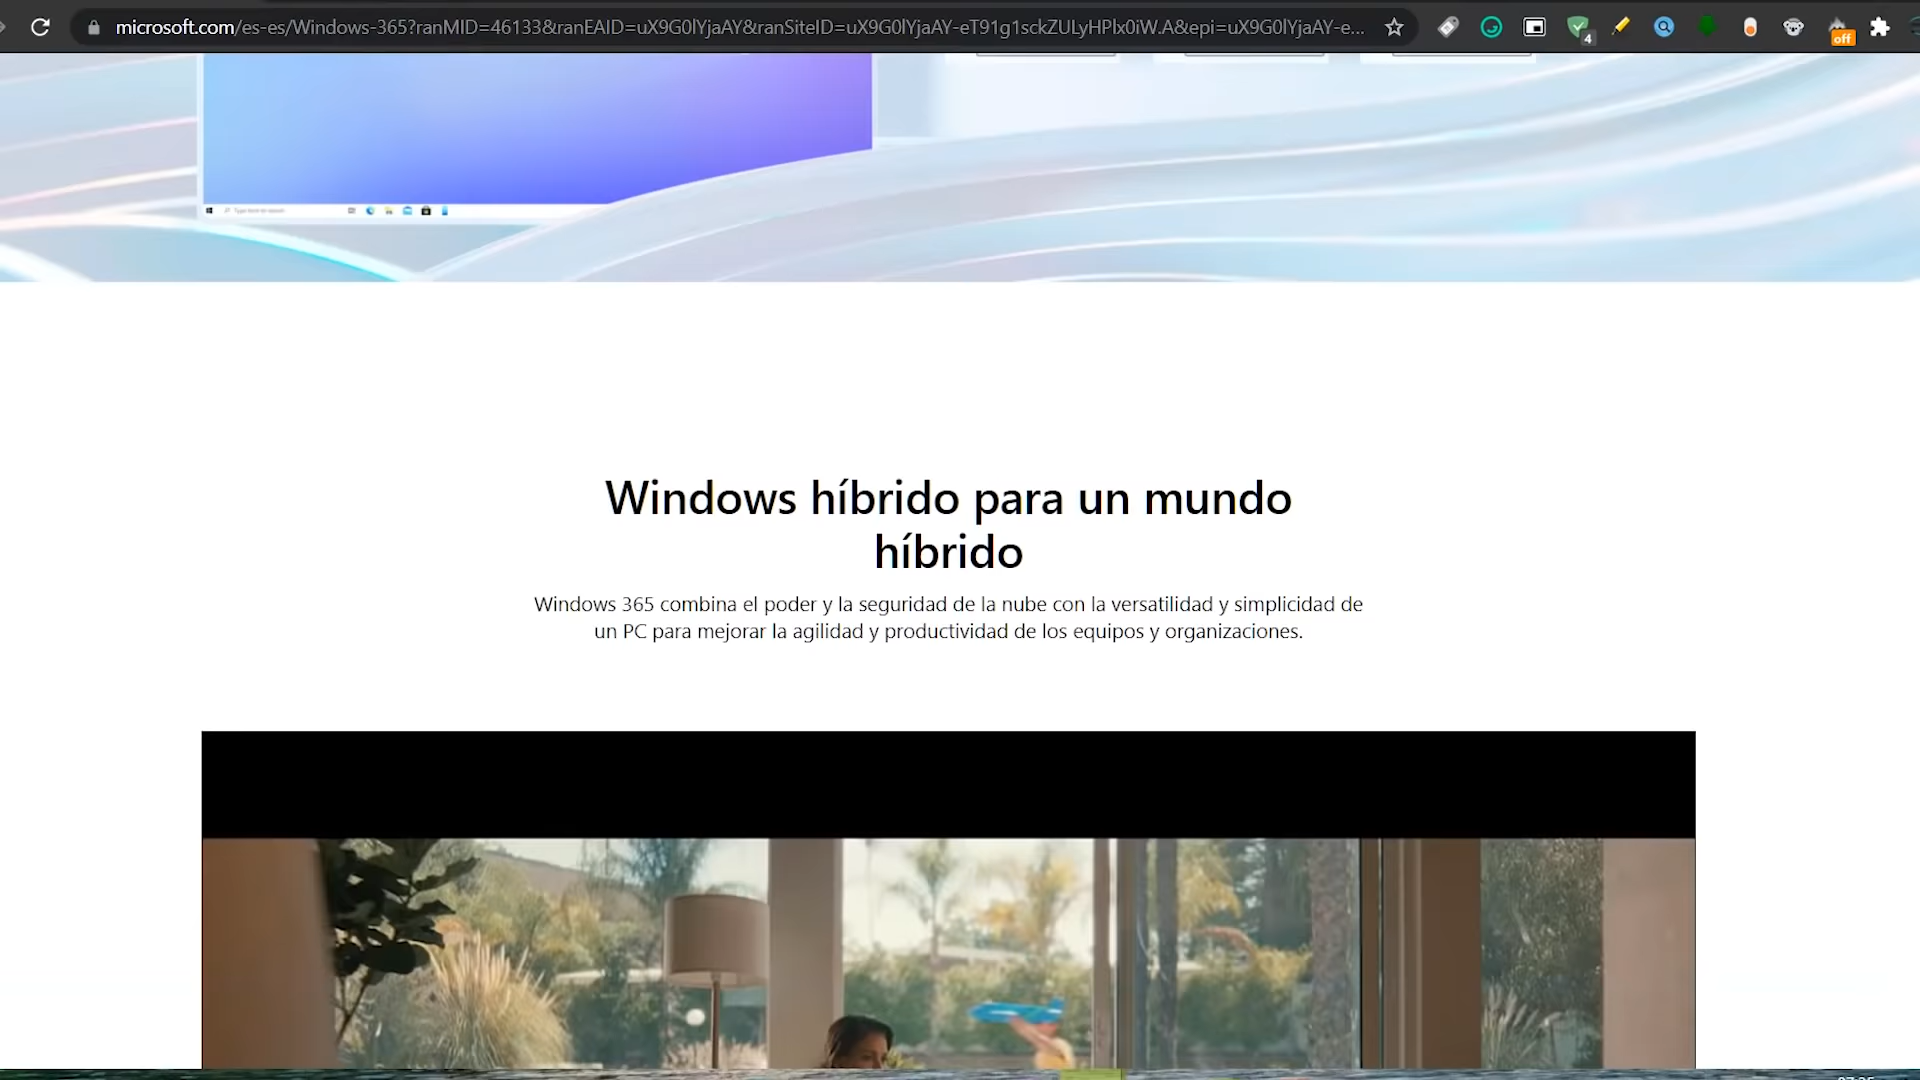 microsoft.com/es-es/Windows-365?ranMID=46133&ranEAID=uX9G0lYjaAY&ranSiteID=uX9G0lYjaAY-eT91g1sckZULyHPlx0iW.A&epi=uX9G0lYjaAY-e...
4
off
Windows híbrido para un mundo
híbrido
Windows 365 combina el poder y la seguridad de la nube con la versatilidad y simplicidad de
un PC para mejorar la agilidad y productividad de los equipos y organizaciones.